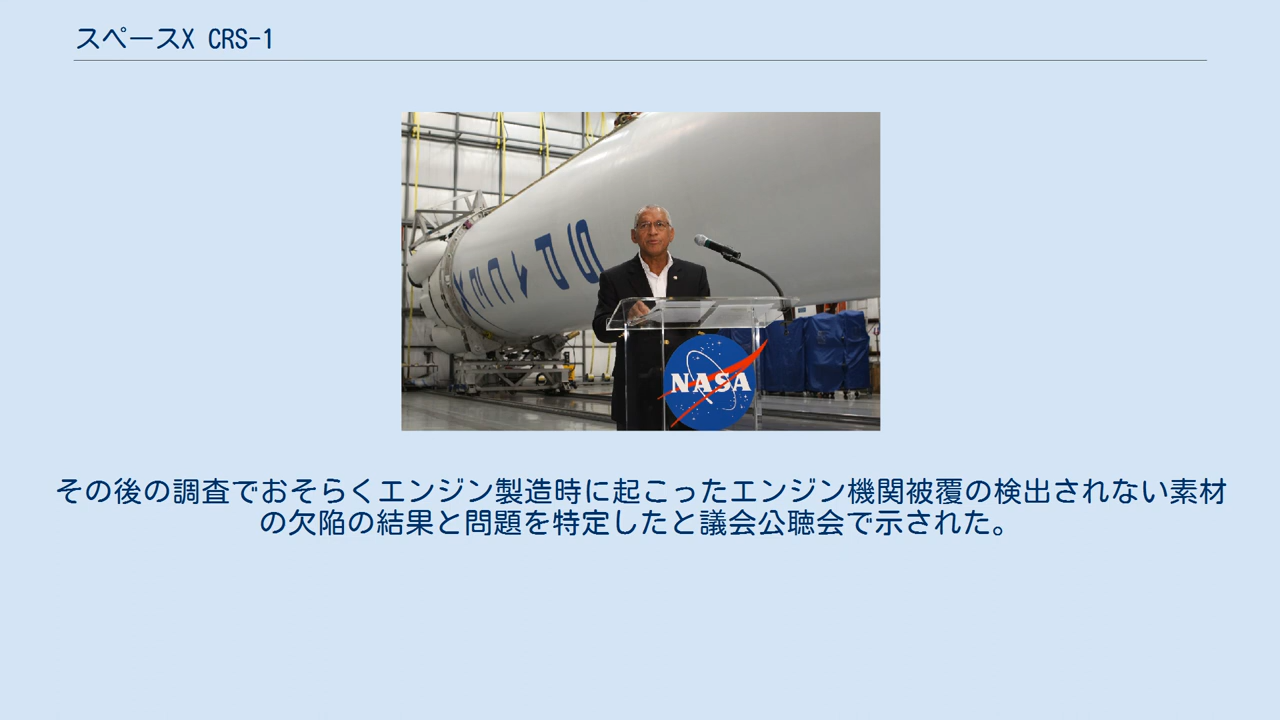 スペースX CRS-1
SPACEX
NASA
その後の調査でおそらくエンジン製造時に起こったエンジン機関被覆の検出されない素材
の欠陥の結果と問題を特定したと議会公聴会で示された。